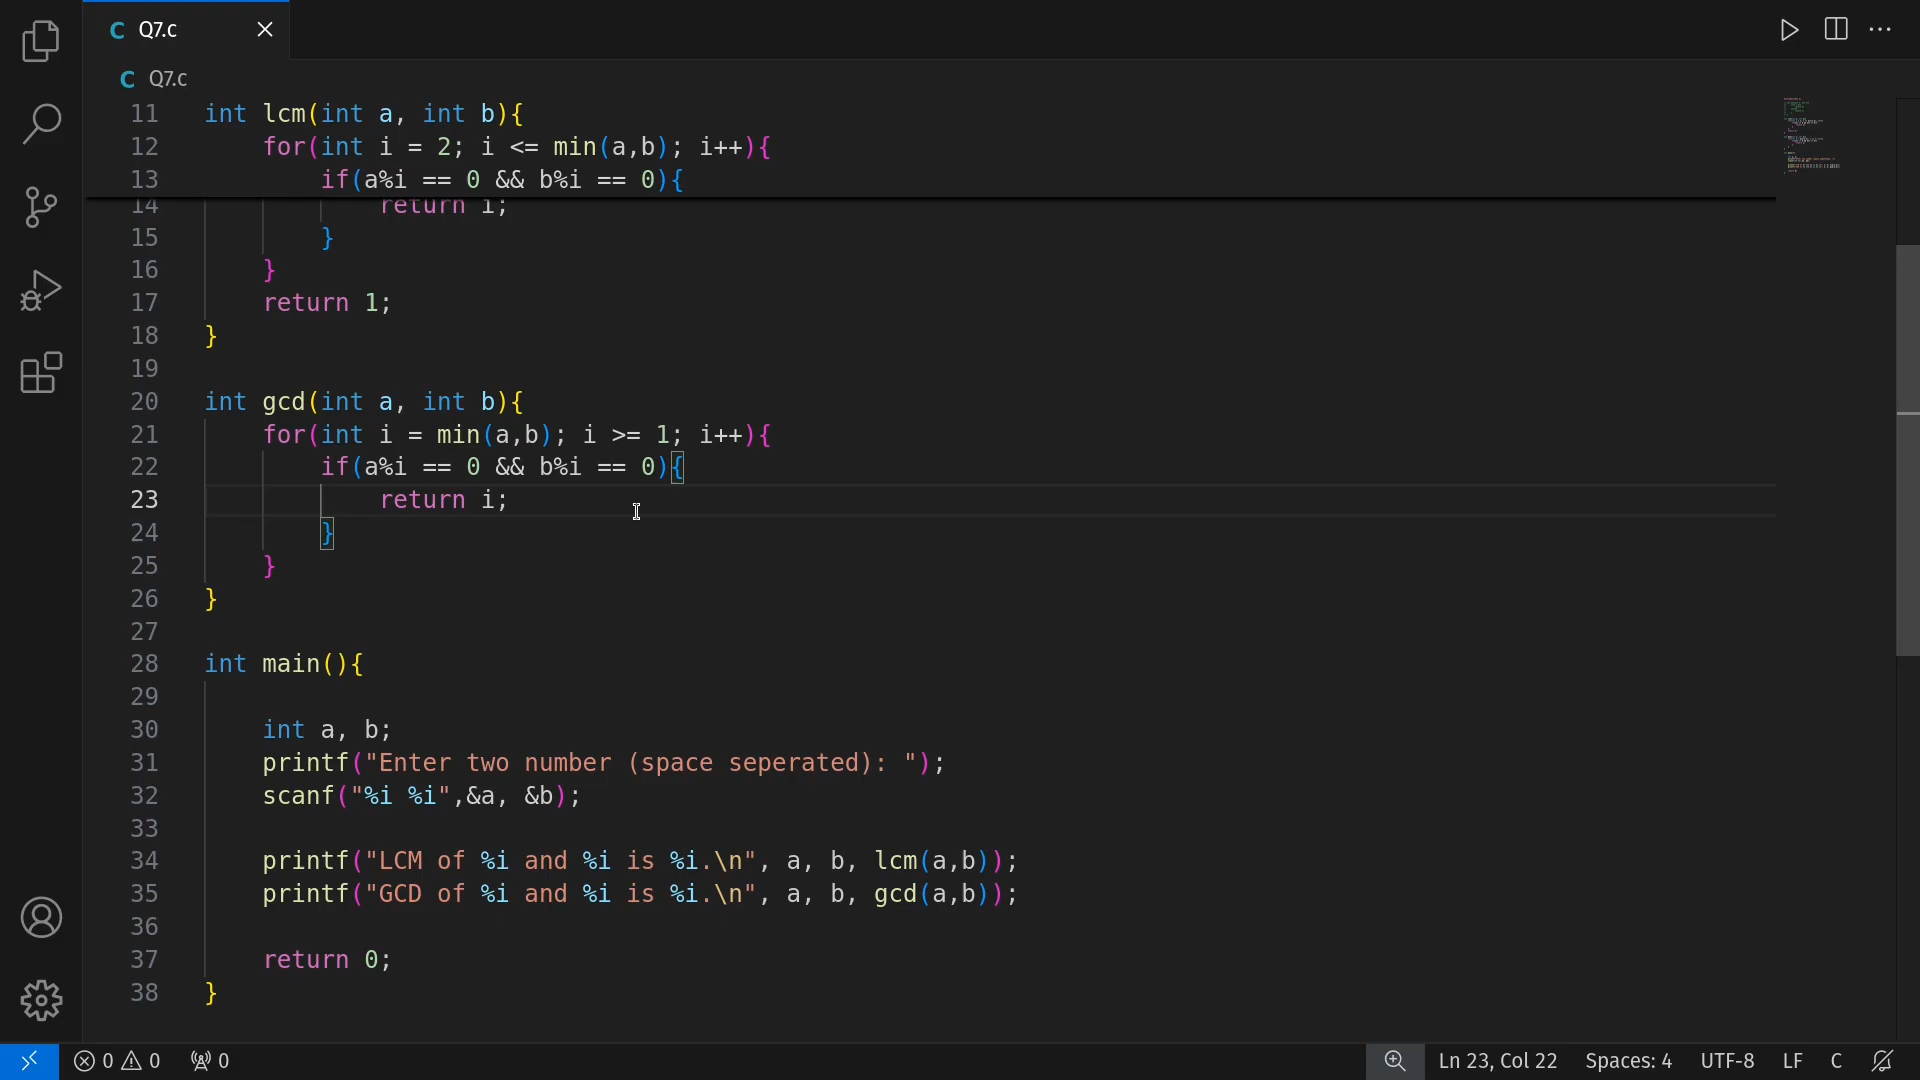 Q7.c
Q7.c
11 int lcm(int a, int b){
12     for(int i = 2; i <= min(a,b); i++){
13         if(a%i == 0 && b%i == 0){
14             return i;
15         }
16     }
17     return 1;
18 }
19
20 int gcd(int a, int b){
21     for(int i = min(a,b); i >= 1; i++){
22         if(a%i == 0 && b%i == 0){
23             return i;
24         }
25     }
26 }
27
28 int main(){
29
30     int a, b;
31     printf("Enter two number (space seperated): ");
32     scanf("%i %i",&a, &b);
33
34     printf("LCM of %i and %i is %i.\n", a, b, lcm(a,b));
35     printf("GCD of %i and %i is %i.\n", a, b, gcd(a,b));
36
37     return 0;
38 }
0 0 0 Ln 23, Col 22 Spaces: 4 UTF-8 LF C